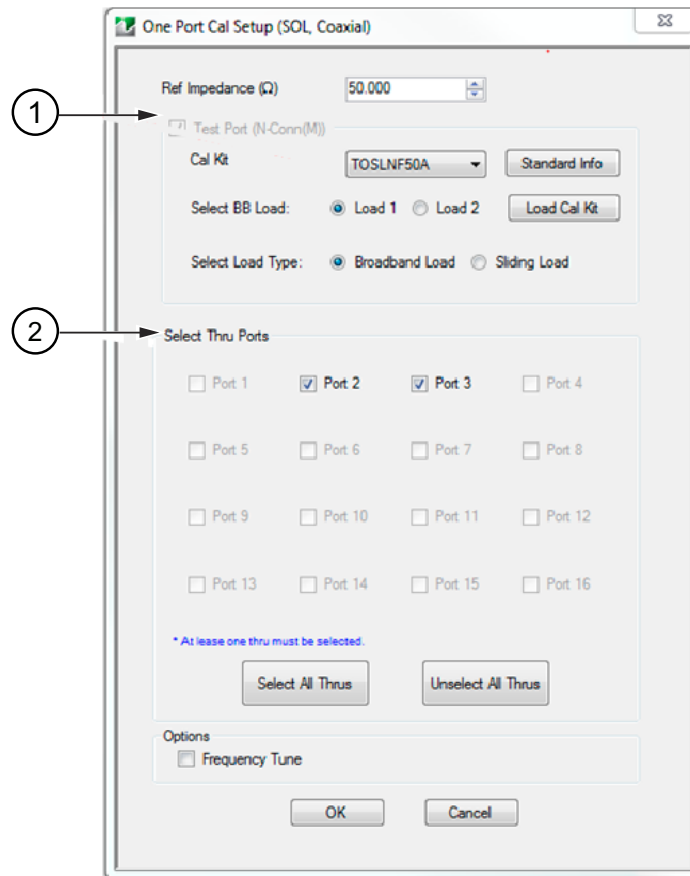 One Port Cal Setup (SOL, Coaxial)
Ref Impedance (Ω) 50.000
1
Test Port (N-Conn(M))
Cal Kit TOSLNF50A Standard Info
Select BB Load: Load 1 Load 2 Load Cal Kit
Select Load Type: Broadband Load Sliding Load
2
Select Thru Ports
Port 1 Port 2 Port 3 Port 4
Port 5 Port 6 Port 7 Port 8
Port 9 Port 10 Port 11 Port 12
Port 13 Port 14 Port 15 Port 16
* At lease one thru must be selected.
Select All Thrus Unselect All Thrus
Options
Frequency Tune
OK Cancel